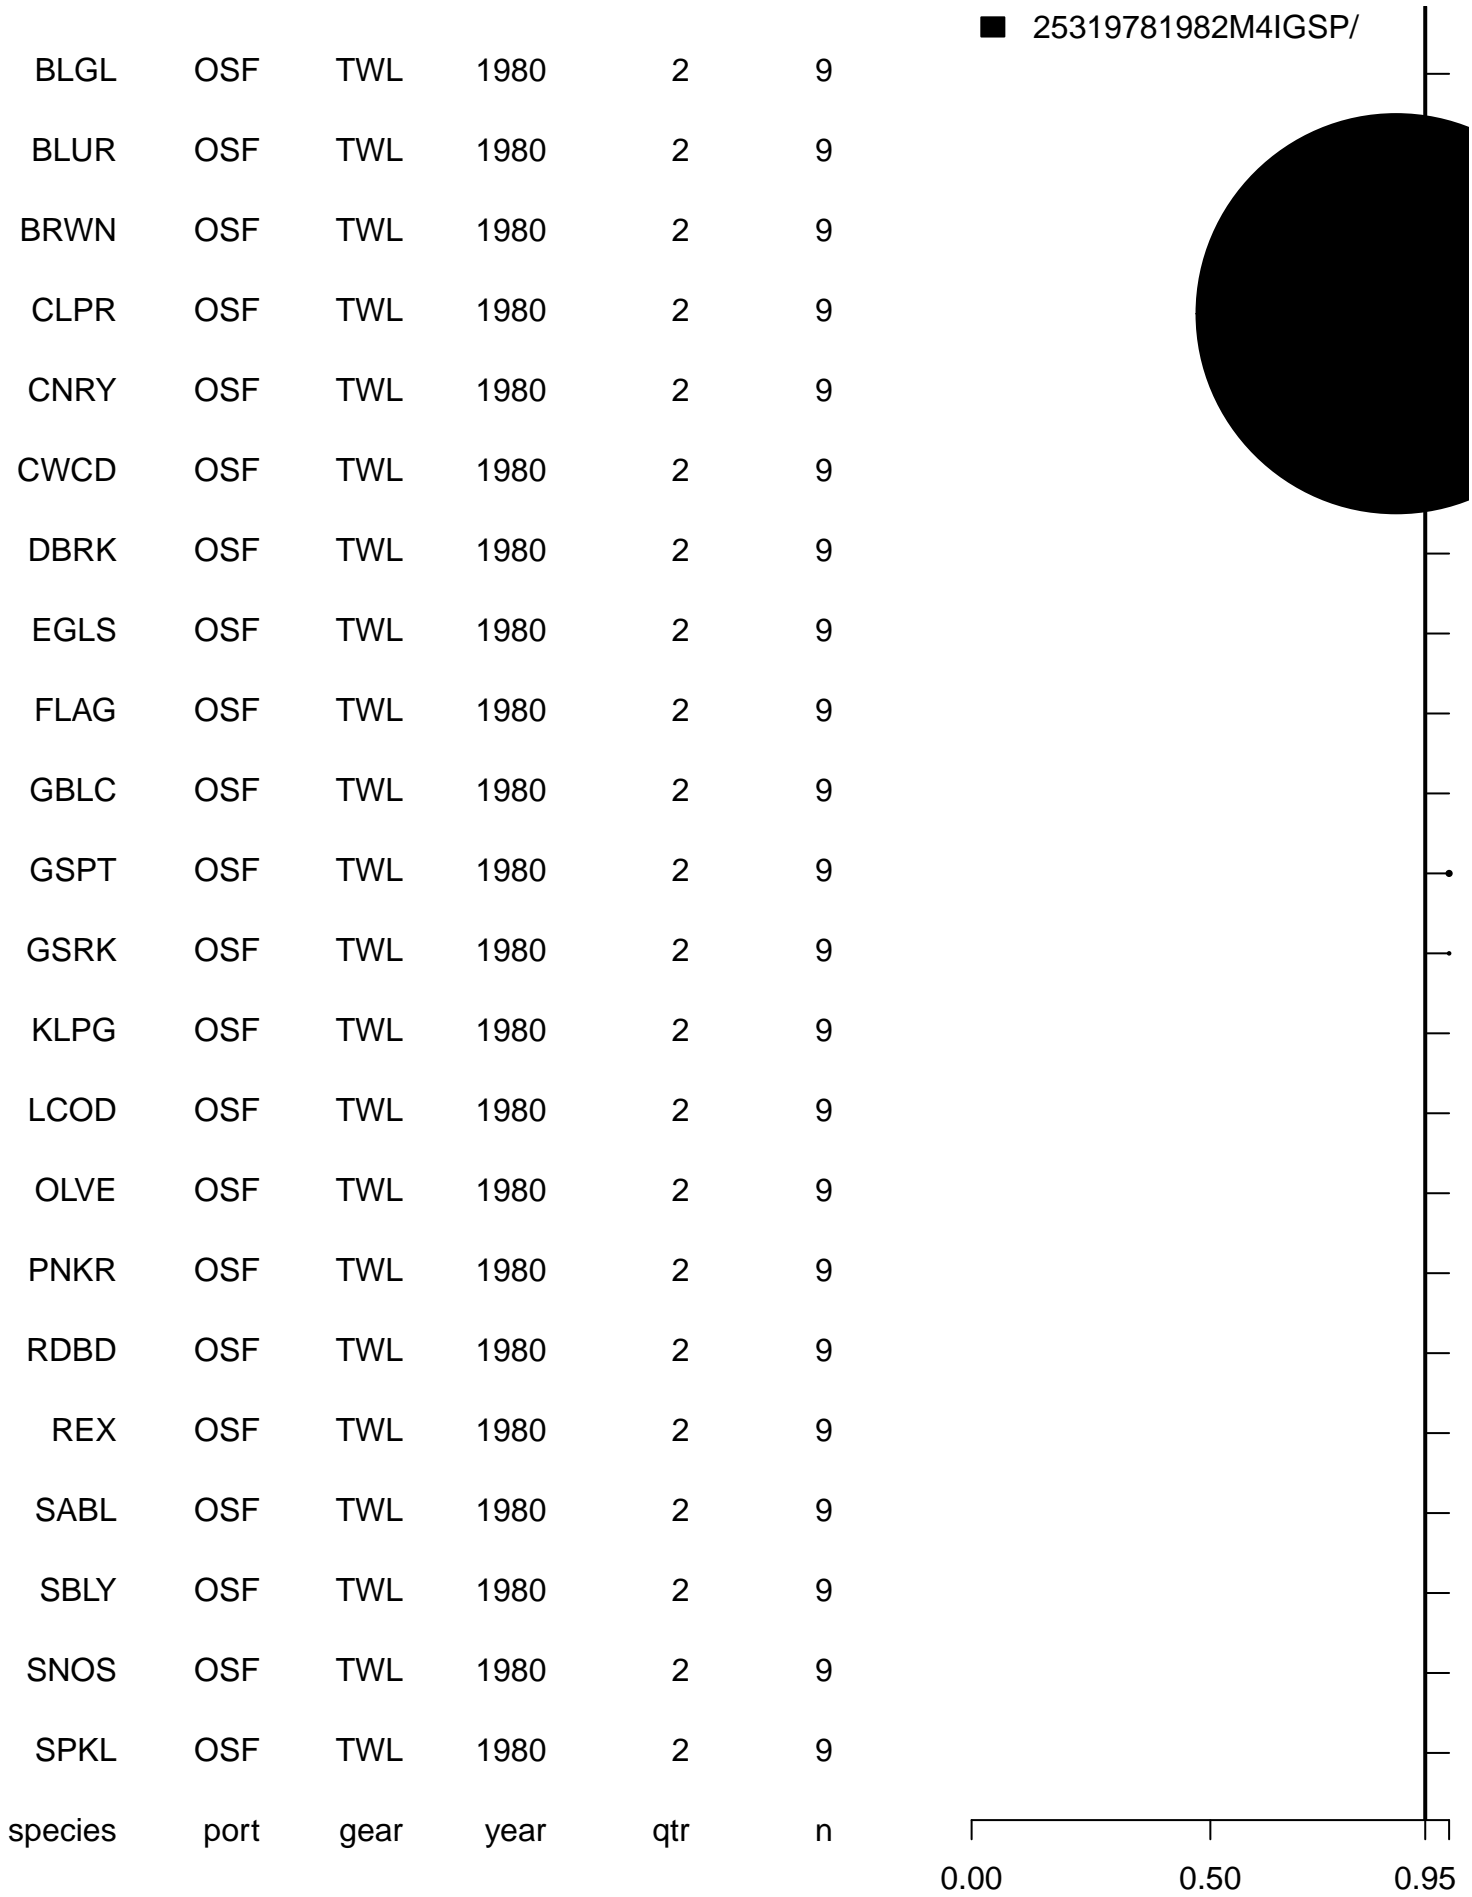 25319781982M4IGSP/
BLGL OSF TWL 1980 2 9
BLUR OSF TWL 1980 2 9
BRWN OSF TWL 1980 2 9
CLPR OSF TWL 1980 2 9
CNRY OSF TWL 1980 2 9
CWCD OSF TWL 1980 2 9
DBRK OSF TWL 1980 2 9
EGLS OSF TWL 1980 2 9
FLAG OSF TWL 1980 2 9
GBLC OSF TWL 1980 2 9
GSPT OSF TWL 1980 2 9
GSRK OSF TWL 1980 2 9
KLPG OSF TWL 1980 2 9
LCOD OSF TWL 1980 2 9
OLVE OSF TWL 1980 2 9
PNKR OSF TWL 1980 2 9
RDBD OSF TWL 1980 2 9
REX OSF TWL 1980 2 9
SABL OSF TWL 1980 2 9
SBLY OSF TWL 1980 2 9
SNOS OSF TWL 1980 2 9
SPKL OSF TWL 1980 2 9
species port gear year qtr n
0.00 0.50 0.95